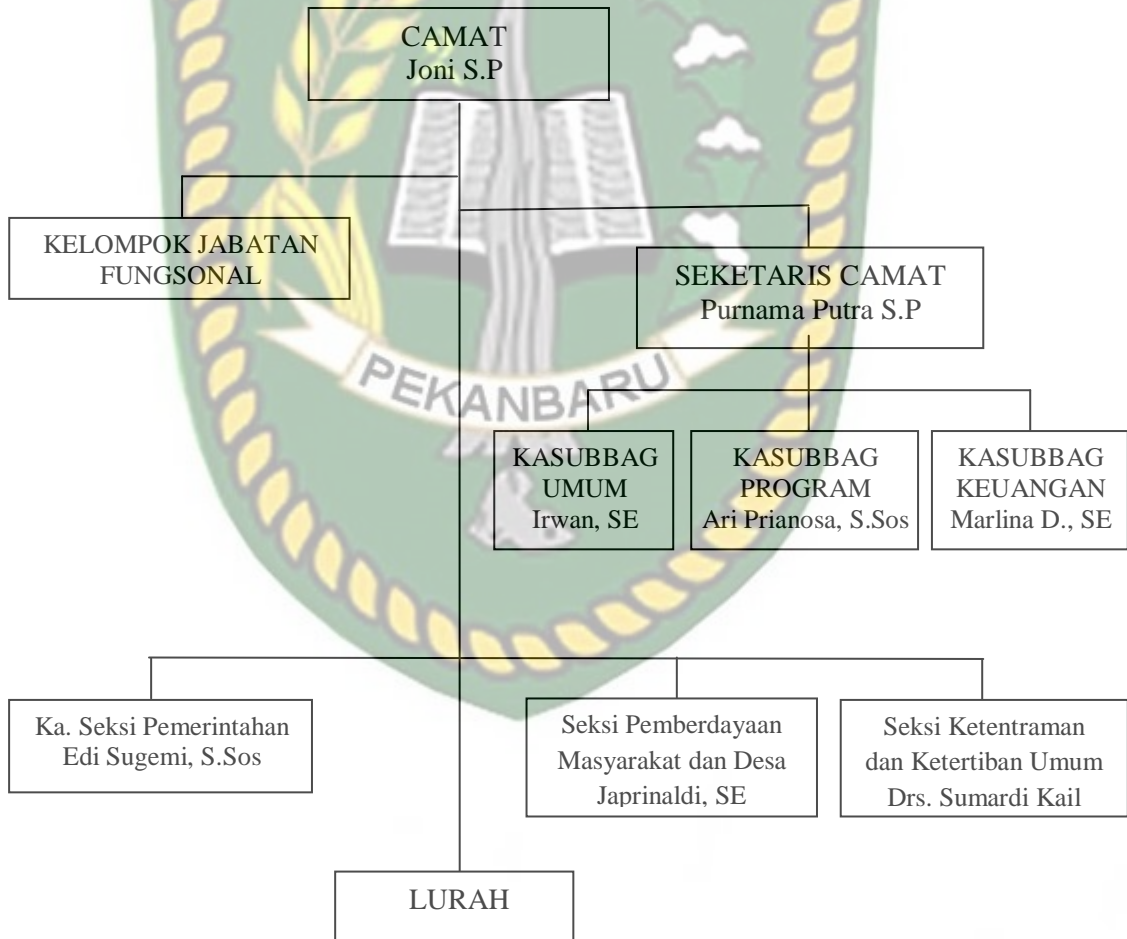 CAMAT
Joni S.P
KELOMPOK JABATAN
FUNGSONAL
SEKETARIS CAMAT
Purnama Putra S.P
PEKANBARU
KASUBBAG
UMUM
Irwan, SE
KASUBBAG
PROGRAM
Ari Prianosa, S.Sos
KASUBBAG
KEUANGAN
Marlina D., SE
Ka. Seksi Pemerintahan
Edi Sugemi, S.Sos
Seksi Pemberdayaan
Masyarakat dan Desa
Japrinaldi, SE
Seksi Ketentraman
dan Ketertiban Umum
Drs. Sumardi Kail
LURAH